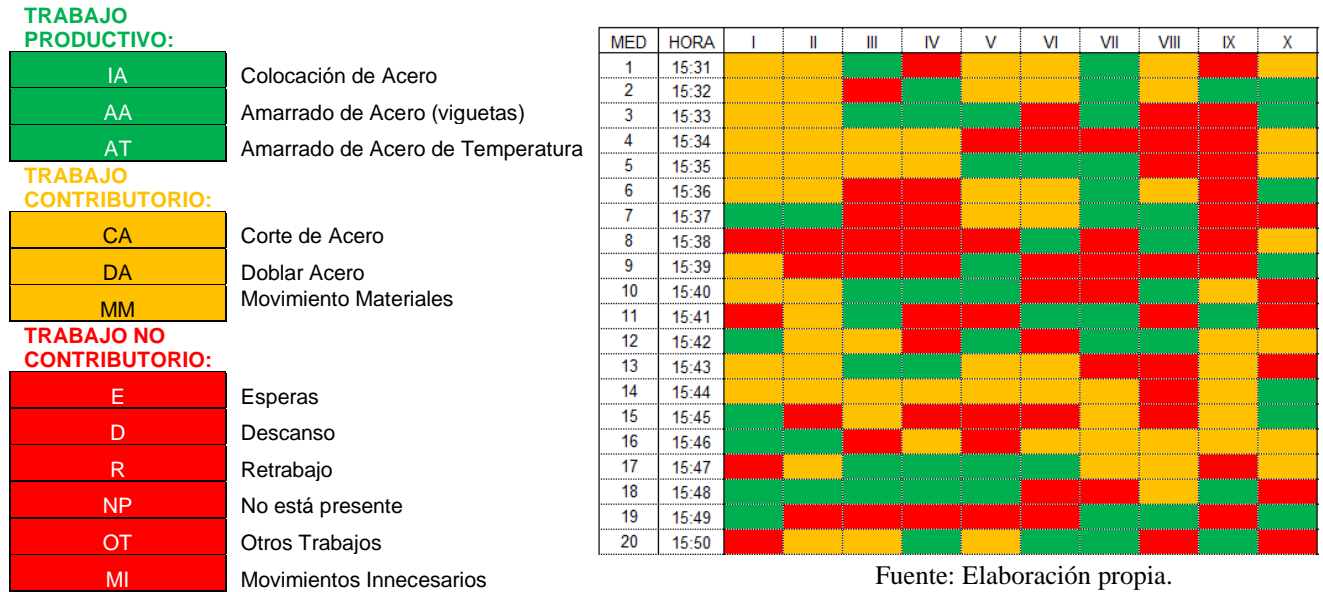 TRABAJO
PRODUCTIVO:
IA Colocación de Acero
AA Amarrado de Acero (viguetas)
AT Amarrado de Acero de Temperatura
TRABAJO
CONTRIBUTORIO:
CA Corte de Acero
DA Doblar Acero
MM Movimiento Materiales
TRABAJO NO
CONTRIBUTORIO:
E Esperas
D Descanso
R Retrabajo
NP No está presente
OT Otros Trabajos
MI Movimientos Innecesarios
MED HORA I II III IV V VI VII VIII IX X
1 15:31
2 15:32
3 15:33
4 15:34
5 15:35
6 15:36
7 15:37
8 15:38
9 15:39
10 15:40
11 15:41
12 15:42
13 15:43
14 15:44
15 15:45
16 15:46
17 15:47
18 15:48
19 15:49
20 15:50
Fuente: Elaboración propia.